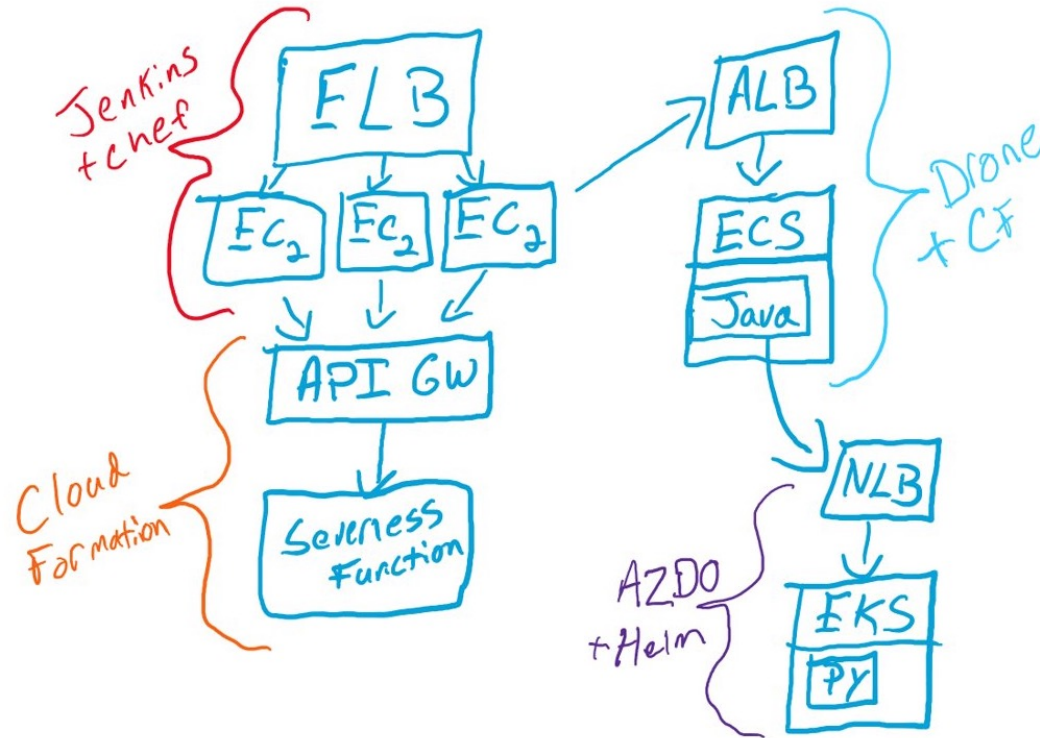 Jenkins
+ chef
ELB
EC2
EC2
EC2
API GW
Cloud
Formation
Severness
Function
ALB
ECS
Java
Drone
+ CF
NLB
AZDO
+ Helm
EKS
PY